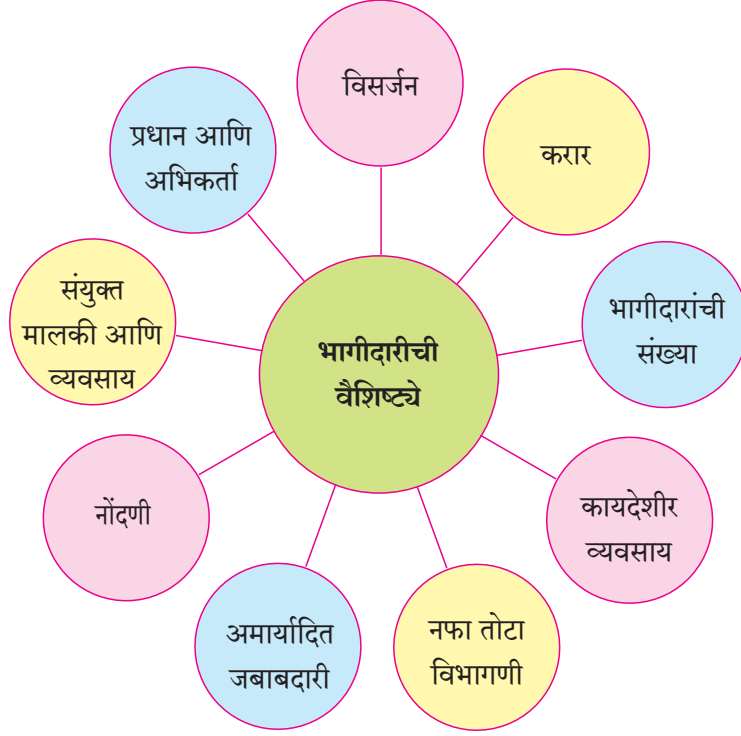 विसर्जन
करार
भागीदारांची
संख्या
कायदेशीर
व्यवसाय
नफा तोटा
विभागणी
अमार्यादित
जबाबदारी
नोंदणी
संयुक्त
मालकी आणि
व्यवसाय
प्रधान आणि
अभिकर्ता
भागीदारीची
वैशिष्ट्ये